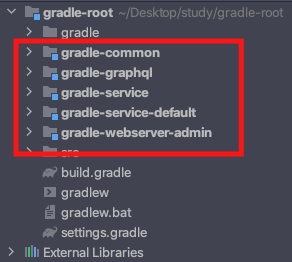 gradle-root ~/Desktop/study/gradle-root
gradle
gradle-common
gradle-graphql
gradle-service
gradle-service-default
gradle-webserver-admin
src
build.gradle
gradlew
gradlew.bat
settings.gradle
External Libraries